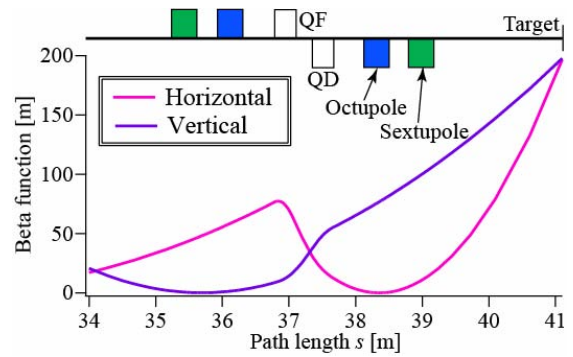 QF
Target
QD
Octupole
Sextupole
Horizontal
Vertical
Beta function [m]
200
150
100
50
0
34 35 36 37 38 39 40 41
Path length s [m]